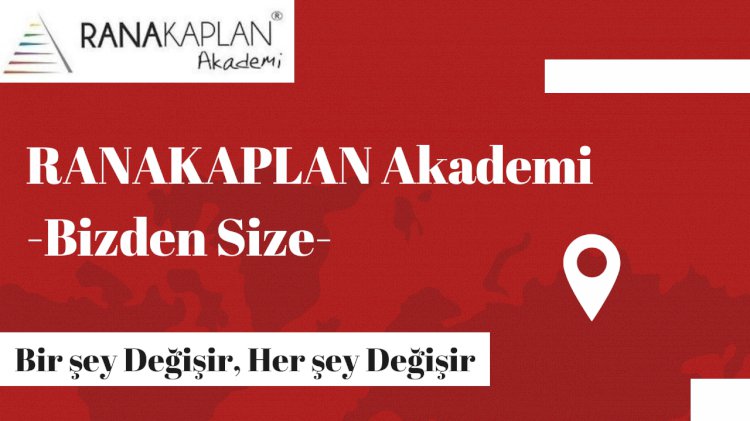 RANAKAPLAN®
Akademi
RANAKAPLAN Akademi
-Bizden Size-
Bir şey Değişir, Her şey Değişir